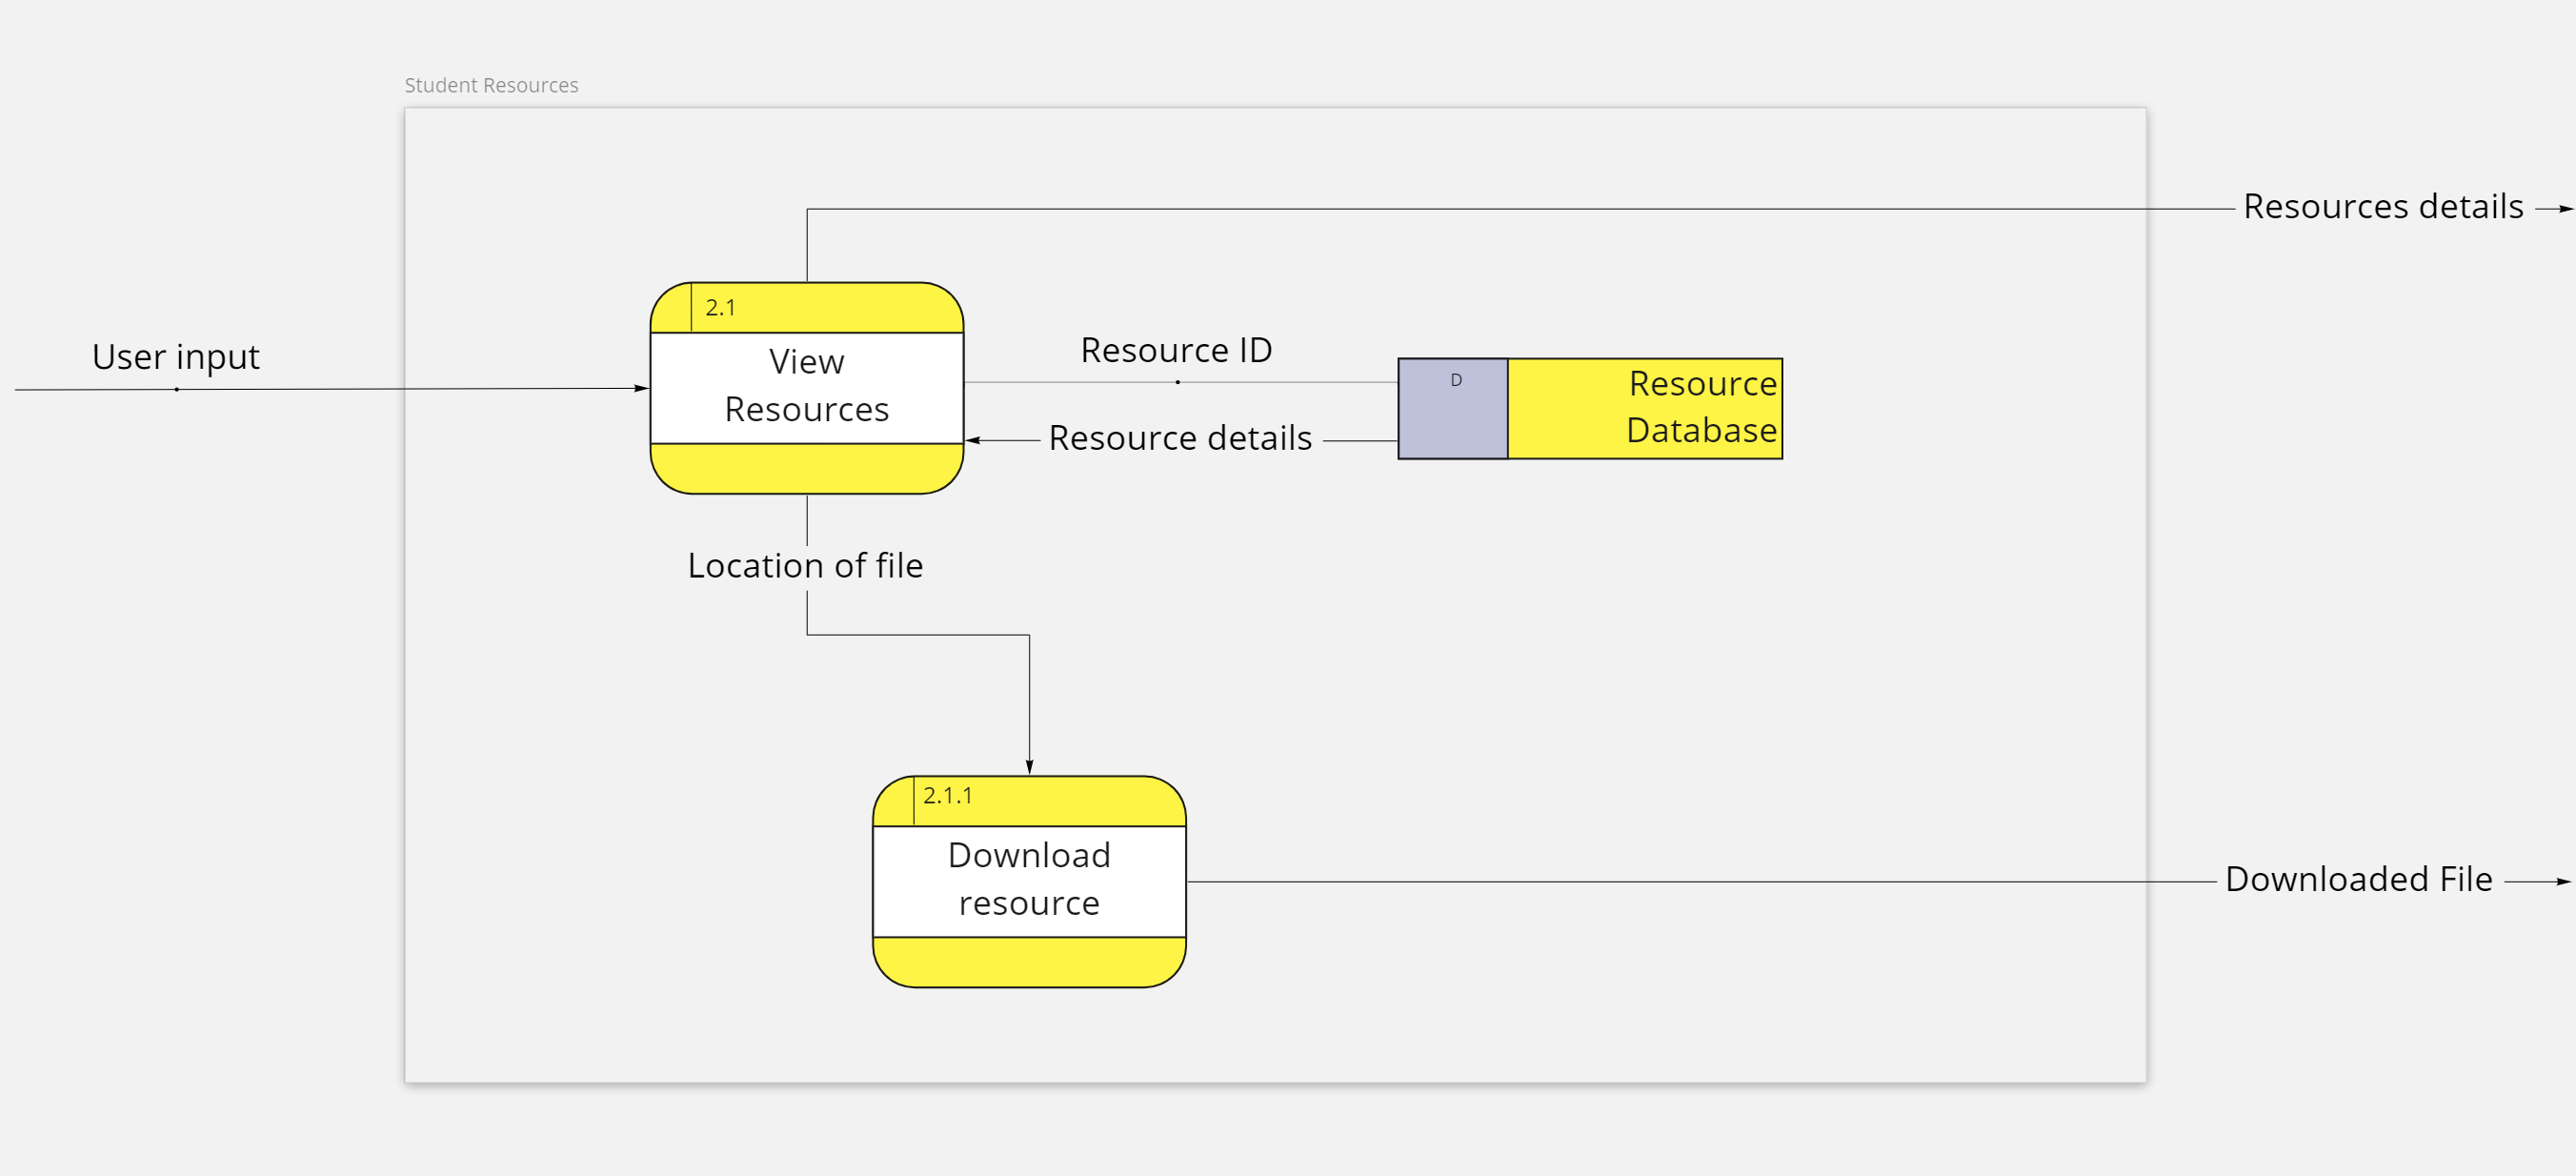 Student Resources
Resources details
2.1
User input
View
Resources
Resource ID
D
Resource
Database
Resource details
Location of file
2.1.1
Download
resource
Downloaded File